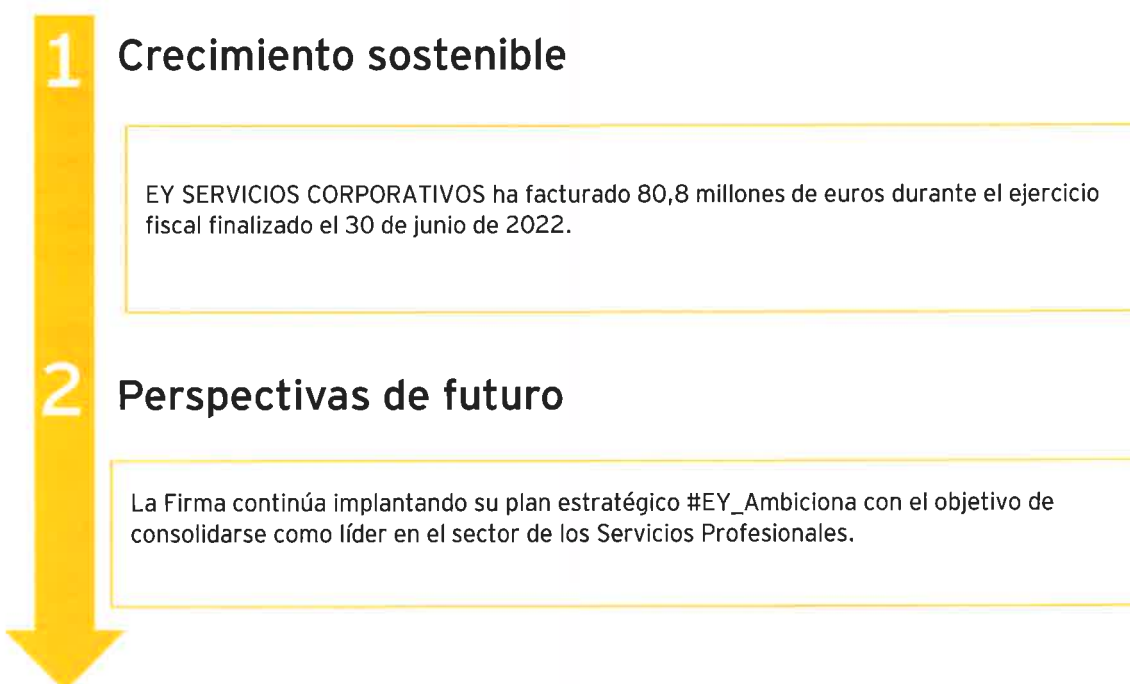 1
Crecimiento sostenible
EY SERVICIOS CORPORATIVOS ha facturado 80,8 millones de euros durante el ejercicio
fiscal finalizado el 30 de junio de 2022.
2
Perspectivas de futuro
La Firma continúa implantando su plan estratégico #EY_Ambiciona con el objetivo de
consolidarse como líder en el sector de los Servicios Profesionales.